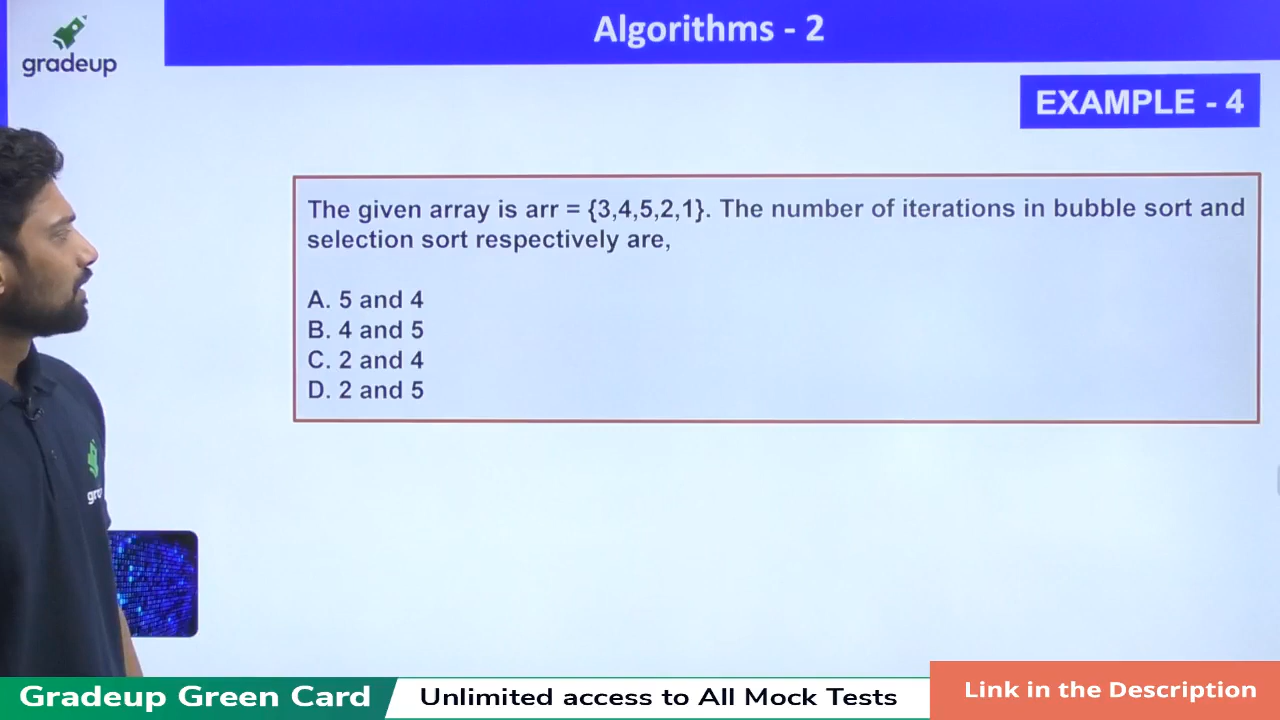 gradeup
Algorithms - 2
EXAMPLE - 4
The given array is arr = {3,4,5,2,1}. The number of iterations in bubble sort and
selection sort respectively are,
A. 5 and 4
B. 4 and 5
C. 2 and 4
D. 2 and 5
Gradeup Green Card
Unlimited access to All Mock Tests
Link in the Description